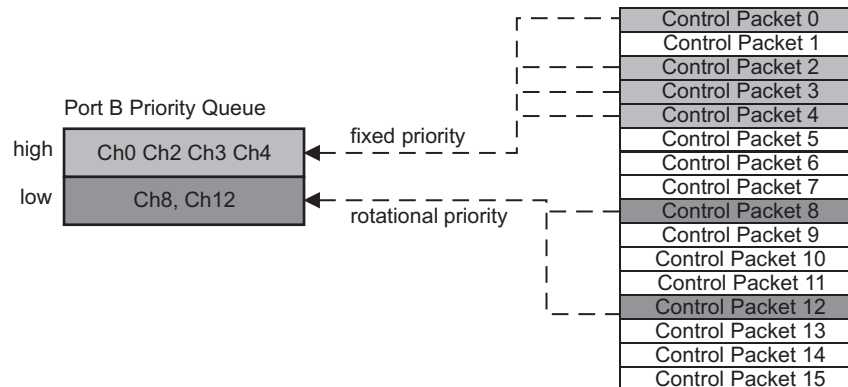 Port B Priority Queue
high
Ch0 Ch2 Ch3 Ch4
low
Ch8, Ch12
fixed priority
rotational priority
Control Packet 0
Control Packet 1
Control Packet 2
Control Packet 3
Control Packet 4
Control Packet 5
Control Packet 6
Control Packet 7
Control Packet 8
Control Packet 9
Control Packet 10
Control Packet 11
Control Packet 12
Control Packet 13
Control Packet 14
Control Packet 15